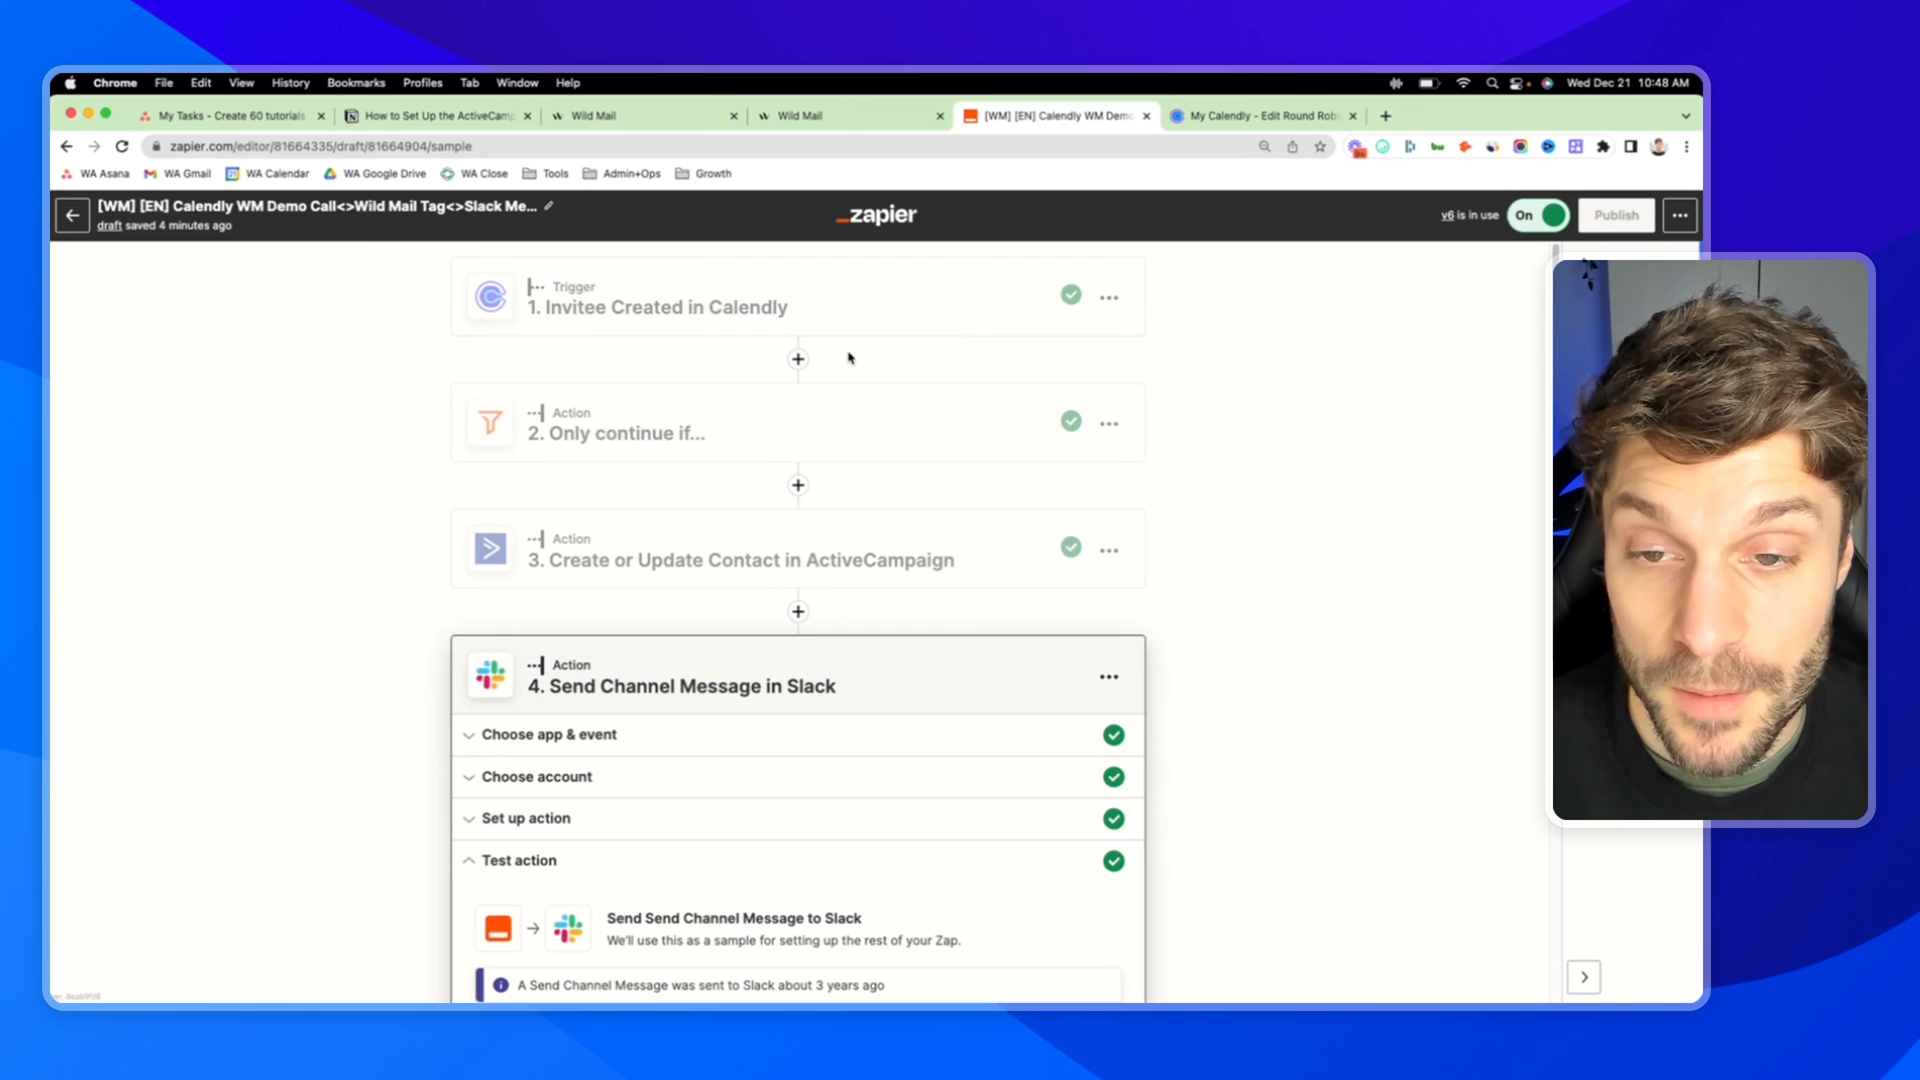 Chrome File Edit View History Bookmarks Profiles Tab Window Help
Wed Dec 21 10:48 AM
My Tasks - Create 60 tutorials
How to Set Up the ActiveCamp
Wild Mail
Wild Mail
[WM] [EN] Calendly WM Demo
My Calendly - Edit Round Rob
zapier.com/editor/81664335/draft/81664904/sample
WA Asana WA Gmail WA Calendar WA Google Drive WA Close Tools Admin+Ops Growth
[WM] [EN] Calendly WM Demo Call<>Wild Mail Tag<>Slack Me...
draft saved 4 minutes ago
_zapier
v6 is in use
On
Publish
Trigger
1. Invitee Created in Calendly
Action
2. Only continue if...
Action
3. Create or Update Contact in ActiveCampaign
Action
4. Send Channel Message in Slack
Choose app & event
Choose account
Set up action
Test action
Send Send Channel Message to Slack
We'll use this as a sample for setting up the rest of your Zap.
A Send Channel Message was sent to Slack about 3 years ago